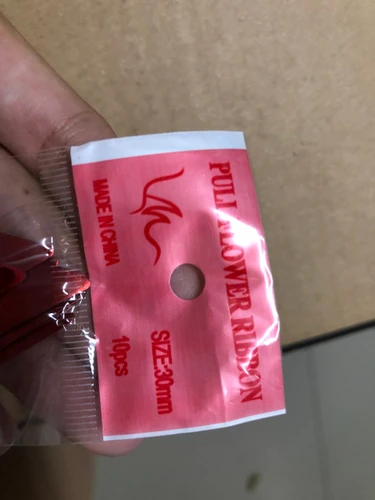 PULL FLOWER RIBBON
SIZE:30mm
MADE IN CHINA
10pcs